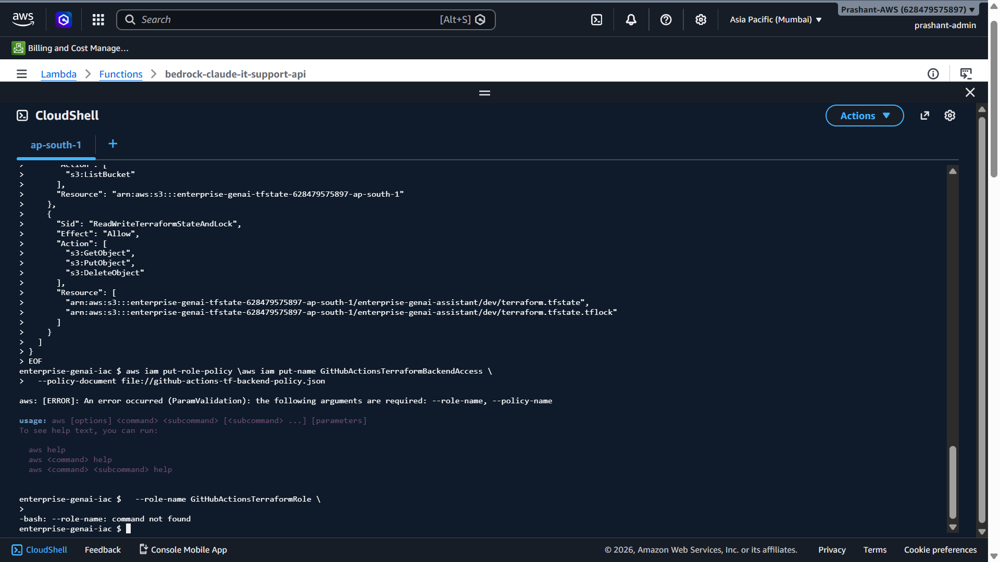 aws
Search
[Alt+S]
Asia Pacific (Mumbai) ▼
Prashant-AWS (628479575897) ▼
prashant-admin
Billing and Cost Manage...
Lambda
Functions
bedrock-claude-it-support-api
CloudShell
Actions ▼
ap-south-1
+
>        "Action": [
>          "s3:ListBucket"
>        ],
>        "Resource": "arn:aws:s3:::enterprise-genai-tfstate-628479575897-ap-south-1"
>      },
>      {
>        "Sid": "ReadWriteTerraformStateAndLock",
>        "Effect": "Allow",
>        "Action": [
>          "s3:GetObject",
>          "s3:PutObject",
>          "s3:DeleteObject"
>        ],
>        "Resource": [
>          "arn:aws:s3:::enterprise-genai-tfstate-628479575897-ap-south-1/enterprise-genai-assistant/dev/terraform.tfstate",
>          "arn:aws:s3:::enterprise-genai-tfstate-628479575897-ap-south-1/enterprise-genai-assistant/dev/terraform.tfstate.tflock"
>        ]
>      }
>    ]
> }
> EOF
enterprise-genai-iac $ aws iam put-role-policy \aws iam put-name GitHubActionsTerraformBackendAccess \
>   --policy-document file://github-actions-tf-backend-policy.json
aws: [ERROR]: An error occurred (ParamValidation): the following arguments are required: --role-name, --policy-name
usage: aws [options] <command> <subcommand> [<subcommand> ...] [parameters]
To see help text, you can run:
  aws help
  aws <command> help
  aws <command> <subcommand> help
enterprise-genai-iac $   --role-name GitHubActionsTerraformRole \
>
-bash: --role-name: command not found
enterprise-genai-iac $
CloudShell
Feedback
Console Mobile App
© 2026, Amazon Web Services, Inc. or its affiliates.
Privacy
Terms
Cookie preferences